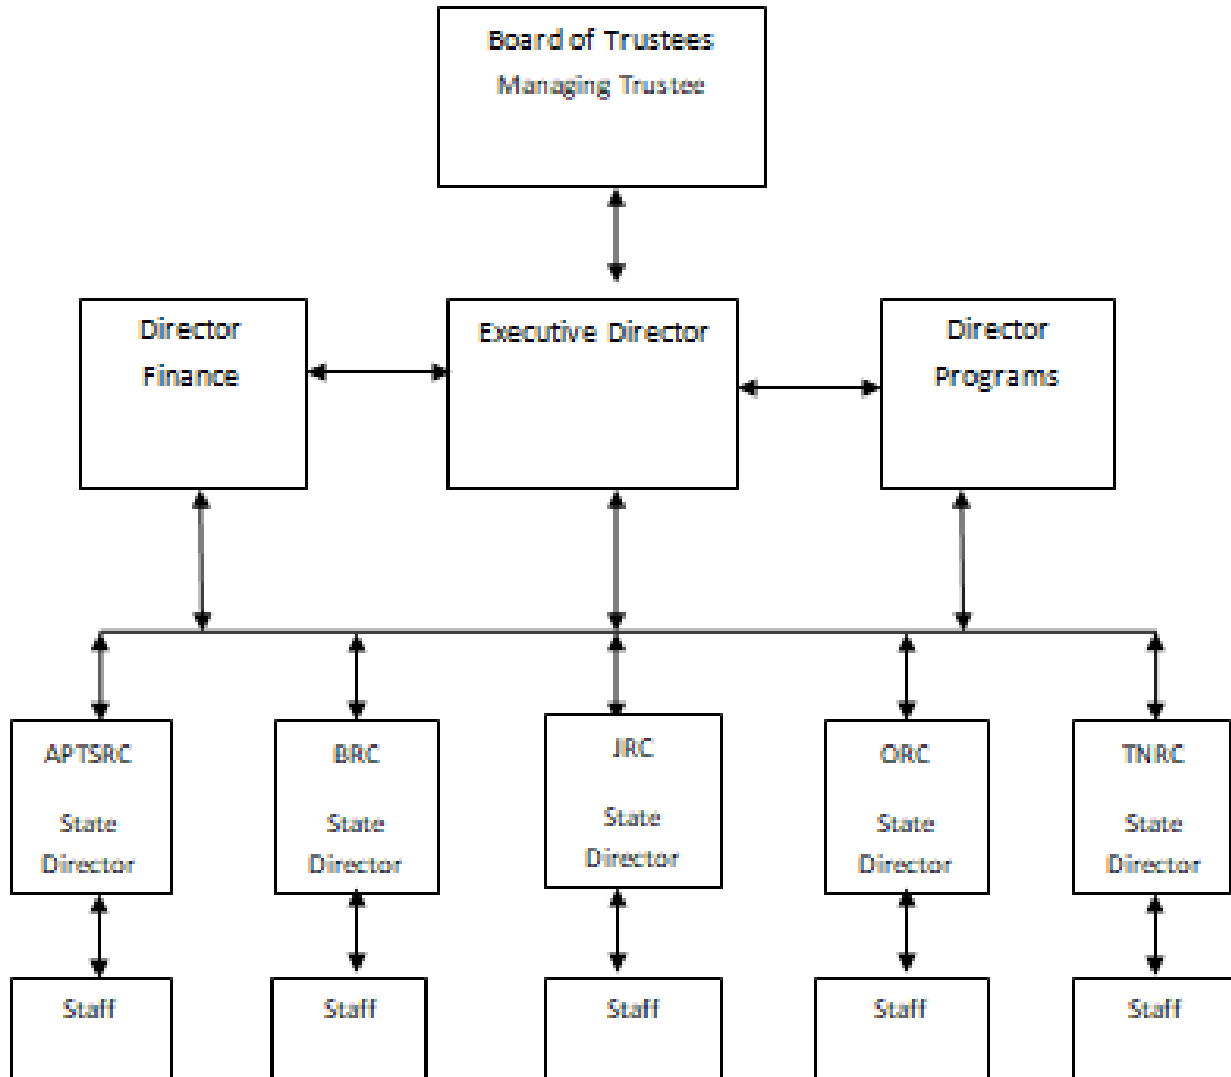 Board of Trustees
Managing Trustee
Director
Finance
Executive Director
Director
Programs
APTSRC
State
Director
BRC
State
Director
JRC
State
Director
ORC
State
Director
TNRC
State
Director
Staff
Staff
Staff
Staff
Staff